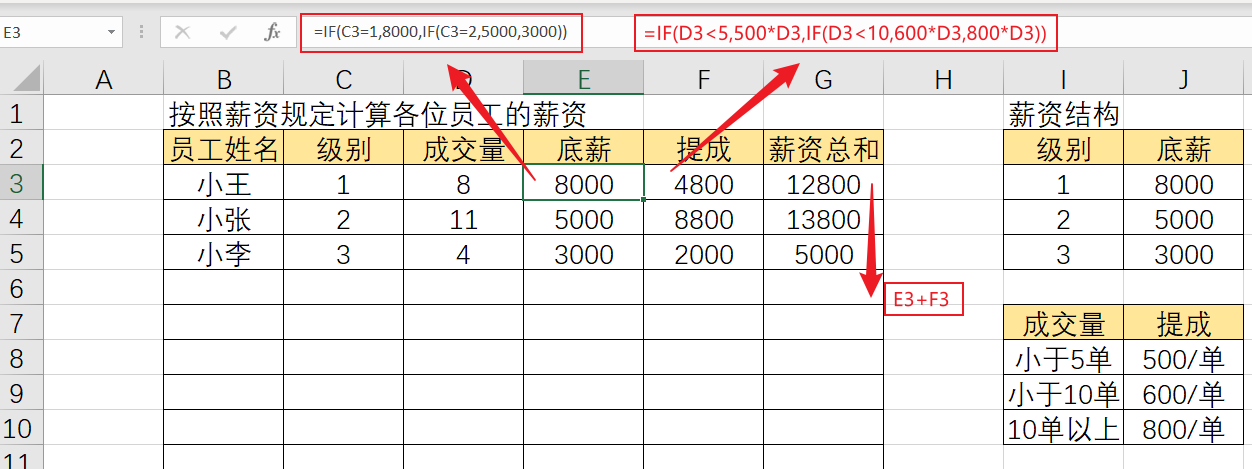 E3 fx =IF(C3=1,8000,IF(C3=2,5000,3000)) =IF(D3<5,500*D3,IF(D3<10,600*D3,800*D3))
A B C D E F G H I J
1 按照薪资规定计算各位员工的薪资 薪资结构
2 员工姓名 级别 成交量 底薪 提成 薪资总和 级别 底薪
3 小王 1 8 8000 4800 12800 1 8000
4 小张 2 11 5000 8800 13800 2 5000
5 小李 3 4 3000 2000 5000 3 3000
6 E3+F3
7 成交量 提成
8 小于5单 500/单
9 小于10单 600/单
10 10单以上 800/单
11